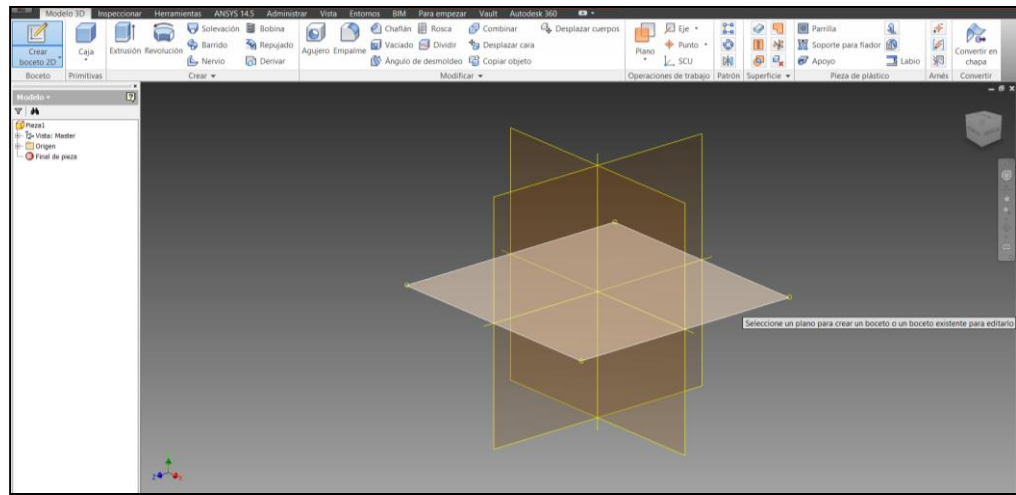 Modelo 3D Inspeccionar Herramientas ANSYS 14.5 Administrar Vista Entornos BIM Para empezar Vault Autodesk 360
Solevación Bobina Chaflán Rosca Combinar Desplazar cuerpos Eje Parrilla
Crear boceto 2D Caja Extrusión Revolución Barrido Repujado Agujero Empalme Vaciado Dividir Desplazar cara Plano Punto Soporte para fiador Convertir en chapa
Nervio Derivar Ángulo de desmoldeo Copiar objeto SCU Apoyo Labio
Boceto Primitivas Crear Modificar Operaciones de trabajo Patrón Superficie Pieza de plástico Arnés Convertir
Modelo
Pieza1
Vista: Master
Origen
Final de pieza
Seleccione un plano para crear un boceto o un boceto existente para editarlo
z x